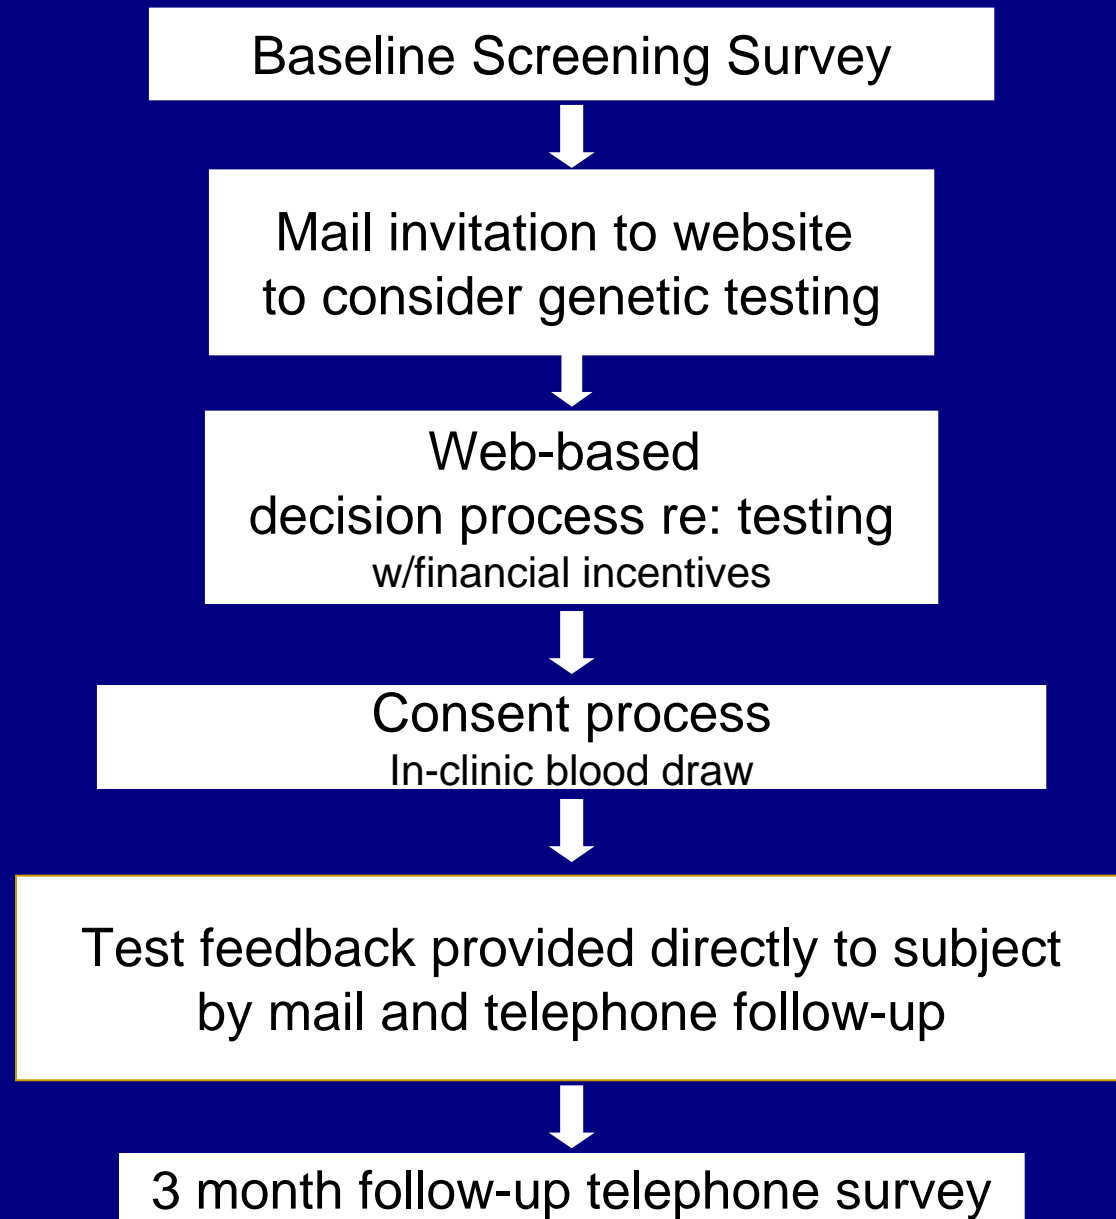 Baseline Screening Survey
Mail invitation to website
to consider genetic testing
Web-based
decision process re: testing
w/financial incentives
Consent process
In-clinic blood draw
Test feedback provided directly to subject
by mail and telephone follow-up
3 month follow-up telephone survey